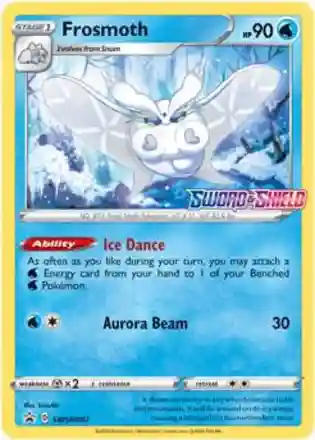 STAGE 1
Frosmoth
HP 90
Evolves from Snom
SWORD & SHIELD
Ability Ice Dance
As often as you like during your turn, you may attach a
Energy card from your hand to 1 of your Benched
Pokémon.
Aurora Beam 30
weakness ×2 resistance retreat